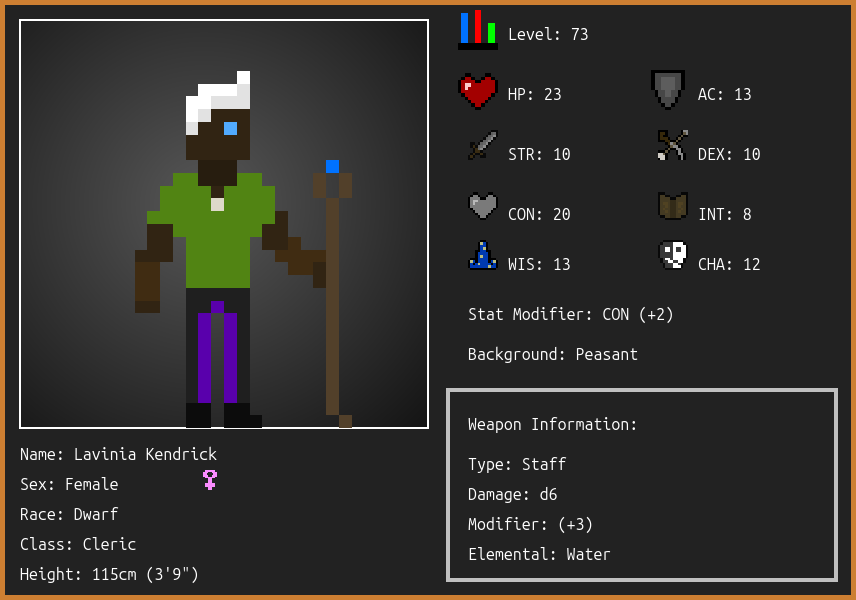 Level: 73
HP: 23
AC: 13
STR: 10
DEX: 10
CON: 20
INT: 8
WIS: 13
CHA: 12
Stat Modifier: CON (+2)
Background: Peasant
Weapon Information:
Type: Staff
Damage: d6
Modifier: (+3)
Elemental: Water
Name: Lavinia Kendrick
Sex: Female
Race: Dwarf
Class: Cleric
Height: 115cm (3'9")